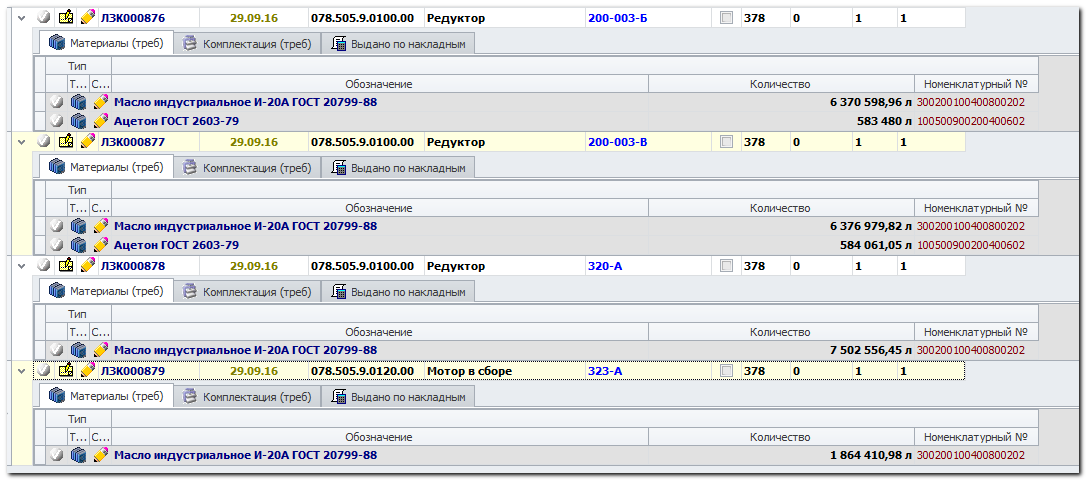 ЛЗК000876 29.09.16 078.505.9.0100.00 Редуктор 200-003-Б 378 0 1 1
Материалы (треб) Комплектация (треб) Выдано по накладным
Тип
Т... С... Обозначение Количество Номенклатурный №
Масло индустриальное И-20А ГОСТ 20799-88 6 370 598,96 л 300200100400800202
Ацетон ГОСТ 2603-79 583 480 л 100500900200400602
ЛЗК000877 29.09.16 078.505.9.0100.00 Редуктор 200-003-В 378 0 1 1
Материалы (треб) Комплектация (треб) Выдано по накладным
Тип
Т... С... Обозначение Количество Номенклатурный №
Масло индустриальное И-20А ГОСТ 20799-88 6 376 979,82 л 300200100400800202
Ацетон ГОСТ 2603-79 584 061,05 л 100500900200400602
ЛЗК000878 29.09.16 078.505.9.0100.00 Редуктор 320-А 378 0 1 1
Материалы (треб) Комплектация (треб) Выдано по накладным
Тип
Т... С... Обозначение Количество Номенклатурный №
Масло индустриальное И-20А ГОСТ 20799-88 7 502 556,45 л 300200100400800202
ЛЗК000879 29.09.16 078.505.9.0120.00 Мотор в сборе 323-А 378 0 1 1
Материалы (треб) Комплектация (треб) Выдано по накладным
Тип
Т... С... Обозначение Количество Номенклатурный №
Масло индустриальное И-20А ГОСТ 20799-88 1 864 410,98 л 300200100400800202